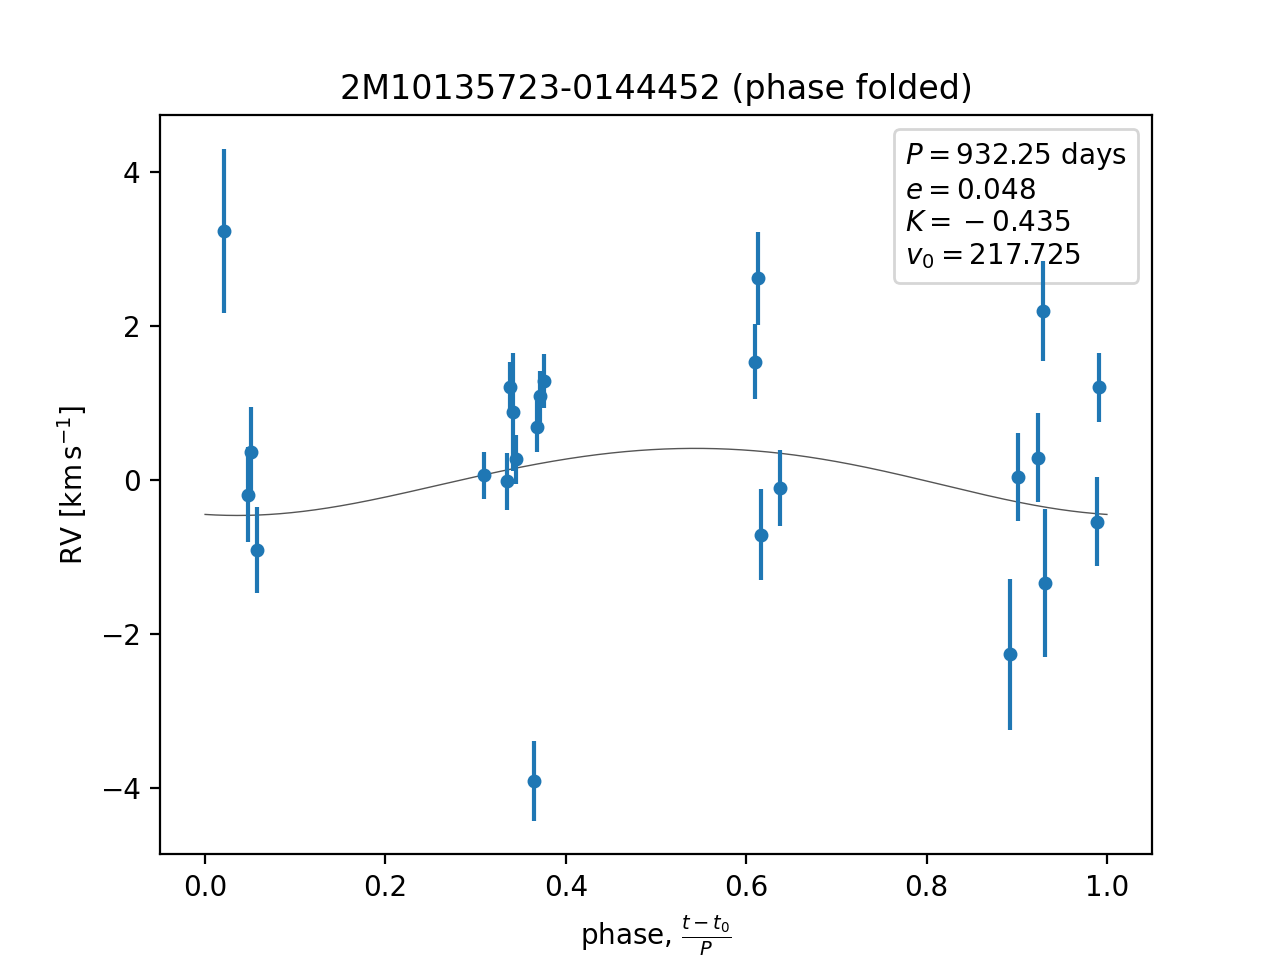 2M10135723-0144452 (phase folded)
P = 932.25 days
e = 0.048
K = −0.435
v₀ = 217.725
RV [km s⁻¹]
4
2
0
−2
−4
0.0 0.2 0.4 0.6 0.8 1.0
phase, (t − t₀)/P